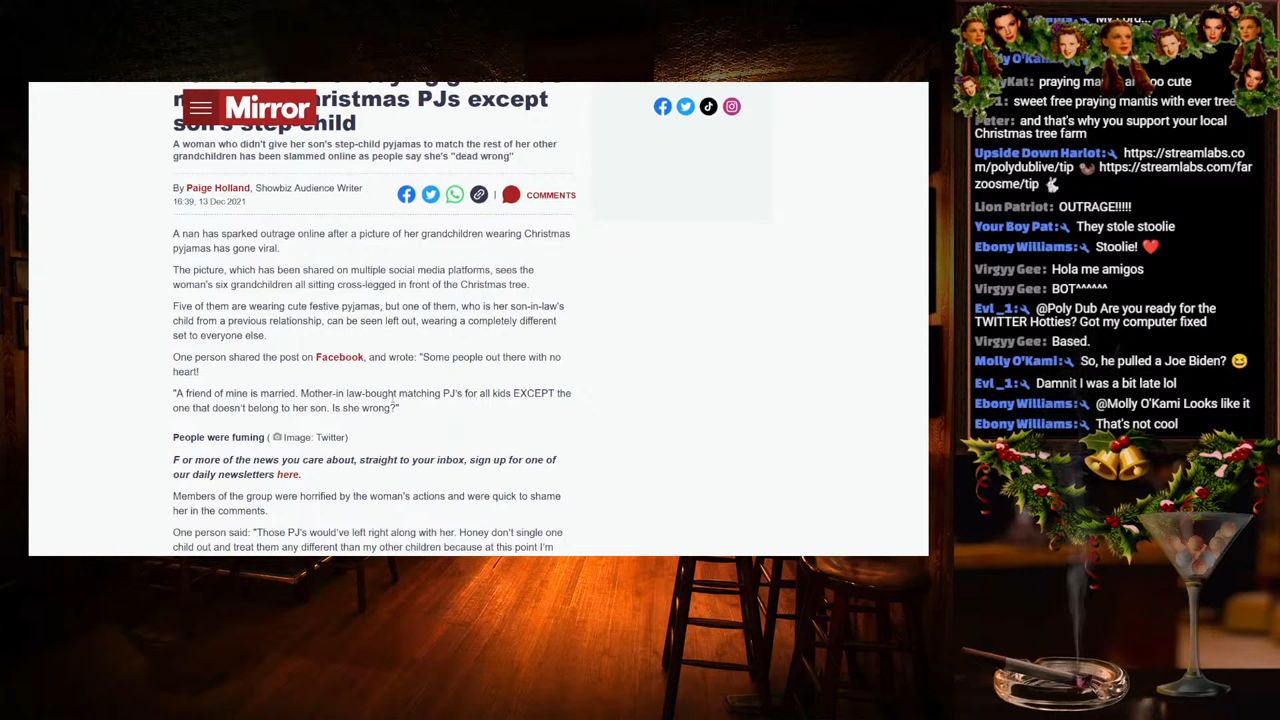 Mirror
ristmas PJs except
son's step child
A woman who didn't give her son's step-child pyjamas to match the rest of her other
grandchildren has been slammed online as people say she's "dead wrong"
By Paige Holland, Showbiz Audience Writer
16:39, 13 Dec 2021
COMMENTS
A nan has sparked outrage online after a picture of her grandchildren wearing Christmas
pyjamas has gone viral.
The picture, which has been shared on multiple social media platforms, sees the
woman's six grandchildren all sitting cross-legged in front of the Christmas tree.
Five of them are wearing cute festive pyjamas, but one of them, who is her son-in-law's
child from a previous relationship, can be seen left out, wearing a completely different
set to everyone else.
One person shared the post on Facebook, and wrote: "Some people out there with no
heart!
"A friend of mine is married. Mother-in law-bought matching PJ's for all kids EXCEPT the
one that doesn't belong to her son. Is she wrong?"
People were fuming ( Image: Twitter)
F or more of the news you care about, straight to your inbox, sign up for one of
our daily newsletters here.
Members of the group were horrified by the woman's actions and were quick to shame
her in the comments.
One person said: "Those PJ's would've left right along with her. Honey don't single one
child out and treat them any different than my other children because at this point I'm
yKat: praying ma oo cute
1: sweet free praying mantis with ever tree
Peter: and that's why you support your local
Christmas tree farm
Upside Down Harlot: https://streamlabs.co
m/polydublive/tip https://streamlabs.com/far
zoosme/tip
Lion Patriot: OUTRAGE!!!!!
Your Boy Pat: They stole stoolie
Ebony Williams: Stoolie!
Virgyy Gee: Hola me amigos
Virgyy Gee: BOT^^^^^^
Evl _1: @Poly Dub Are you ready for the
TWITTER Hotties? Got my computer fixed
Virgyy Gee: Based.
Molly O'Kami: So, he pulled a Joe Biden?
Evl _1: Damnit I was a bit late lol
Ebony Williams: @Molly O'Kami Looks like it
Ebony Williams: That's not cool